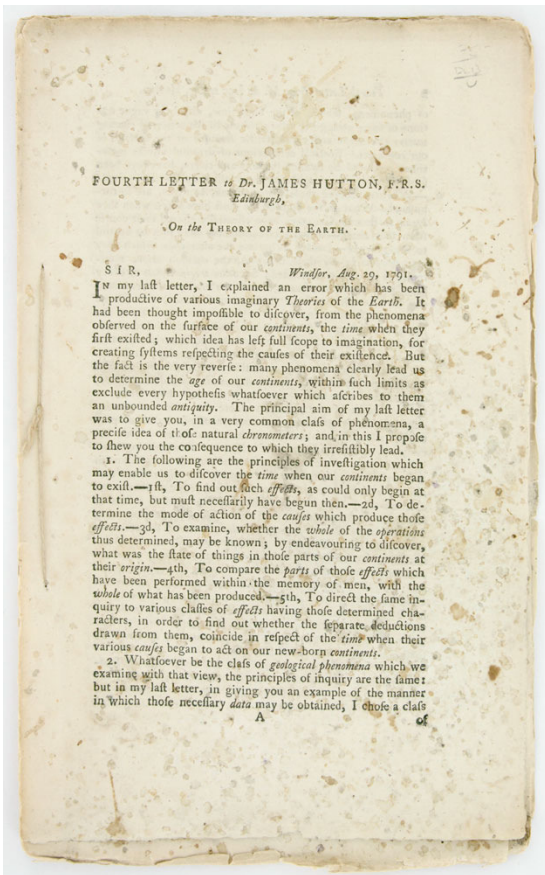 FOURTH LETTER to Dr. JAMES HUTTON, F.R.S.
Edinburgh,
On the THEORY OF THE EARTH.
SIR, Windsor, Aug. 29, 1791.
IN my laſt letter, I explained an error which has been
productive of various imaginary Theories of the Earth. It
had been thought impoſſible to diſcover, from the phenomena
obſerved on the ſurface of our continents, the time when they
firſt exiſted; which idea has left full ſcope to imagination, for
creating ſyſtems reſpecting the cauſes of their exiſtence. But
the fact is the very reverſe: many phenomena clearly lead us
to determine the age of our continents, within ſuch limits as
exclude every hypotheſis whatſoever which aſcribes to them
an unbounded antiquity. The principal aim of my laſt letter
was to give you, in a very common claſs of phenomena, a
preciſe idea of thoſe natural chronometers; and, in this I propoſe
to ſhew you the conſequence to which they irreſiſtibly lead.
1. The following are the principles of inveſtigation which
may enable us to diſcover the time when our continents began
to exiſt.—1ſt, To find out ſuch effects, as could only begin at
that time, but muſt neceſſarily have begun then.—2d, To de-
termine the mode of action of the cauſes which produce thoſe
effects.—3d, To examine, whether the whole of the operations
thus determined, may be known; by endeavouring to diſcover,
what was the ſtate of things in thoſe parts of our continents at
their origin.—4th, To compare the parts of thoſe effects which
have been performed within the memory of men, with the
whole of what has been produced.—5th, To direct the ſame in-
quiry to various claſſes of effects having thoſe determined cha-
racters, in order to find out whether the ſeparate deductions
drawn from them, coincide in reſpect of the time when their
various cauſes began to act on our new-born continents.
2. Whatſoever be the claſs of geological phenomena which we
examine with that view, the principles of inquiry are the ſame:
but in my laſt letter, in giving you an example of the manner
in which thoſe neceſſary data may be obtained, I choſe a claſs
A of